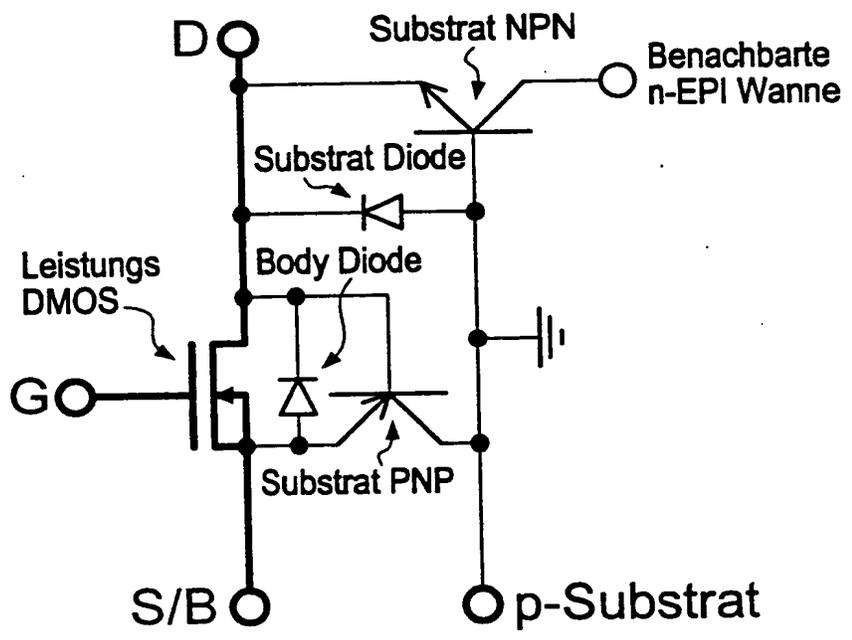 D
Substrat NPN
Benachbarte
n-EPI Wanne
Substrat Diode
Body Diode
Leistungs
DMOS
G
Substrat PNP
S/B
p-Substrat